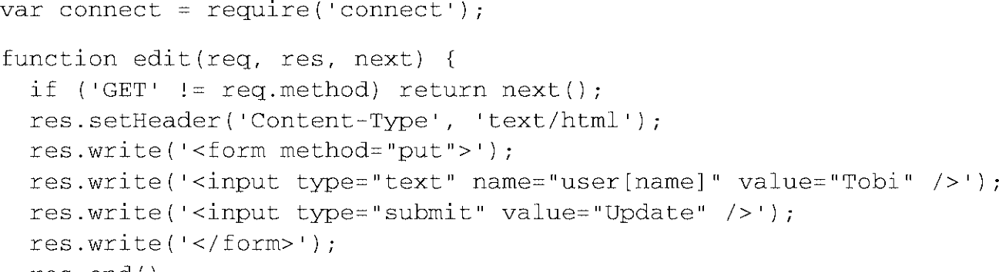 var connect = require('connect');
function edit(req, res, next) {
  if ('GET' != req.method) return next();
  res.setHeader('Content-Type', 'text/html');
  res.write('<form method="put">');
  res.write('<input type="text" name="user[name]" value="Tobi" />');
  res.write('<input type="submit" value="Update" />');
  res.write('</form>');